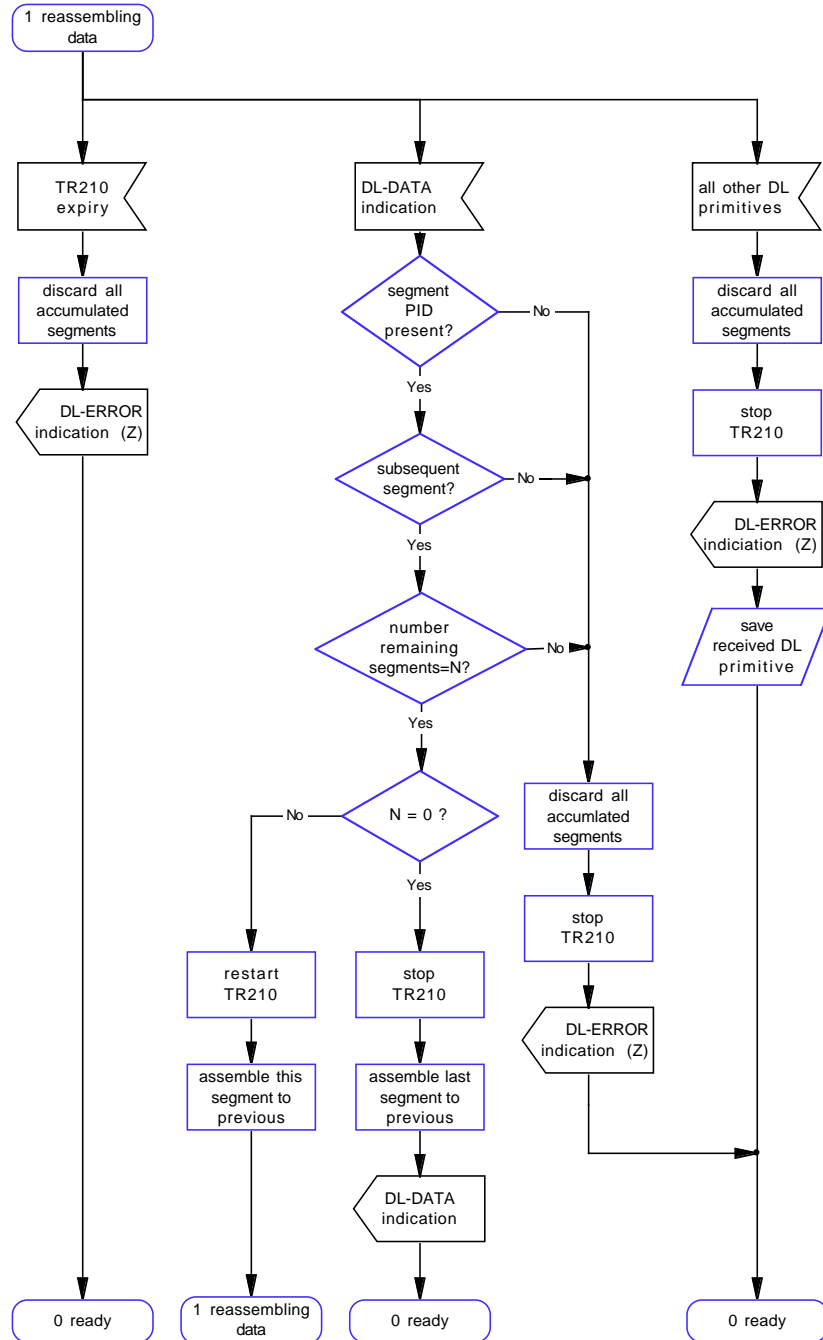 1 reassembling
data
TR210
expiry
DL-DATA
indication
all other DL
primitives
discard all
accumulated
segments
segment
PID
present?
No
discard all
accumulated
segments
Yes
DL-ERROR
indication (Z)
stop
TR210
subsequent
segment?
No
Yes
DL-ERROR
indiciation (Z)
number
remaining
segments=N?
No
save
received DL
primitive
Yes
No
N = 0 ?
discard all
accumlated
segments
Yes
stop
TR210
restart
TR210
stop
TR210
DL-ERROR
indication (Z)
assemble this
segment to
previous
assemble last
segment to
previous
DL-DATA
indication
0 ready
1 reassembling
data
0 ready
0 ready